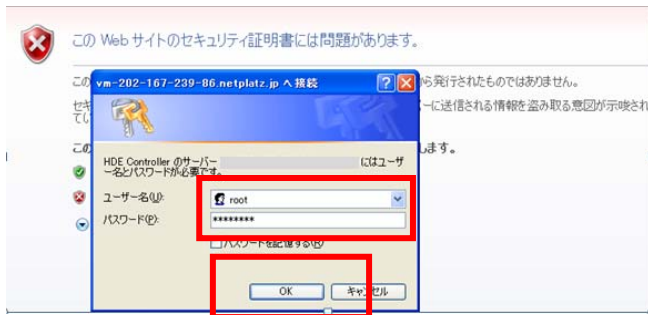 この Web サイトのセキュリティ証明書には問題があります。
この
ら発行されたものではありません。
vm-202-167-239-86.netplatz.jp へ接続
セキ
ーに送信される情報を盗み取る意図が示唆され
てい
この
します。
HDE Controller のサーバー にはユーザ
ー名とパスワードが必要です。
ユーザー名(U):
root
パスワード(P):
********
パスワードを記憶する(R)
OK
キャンセル